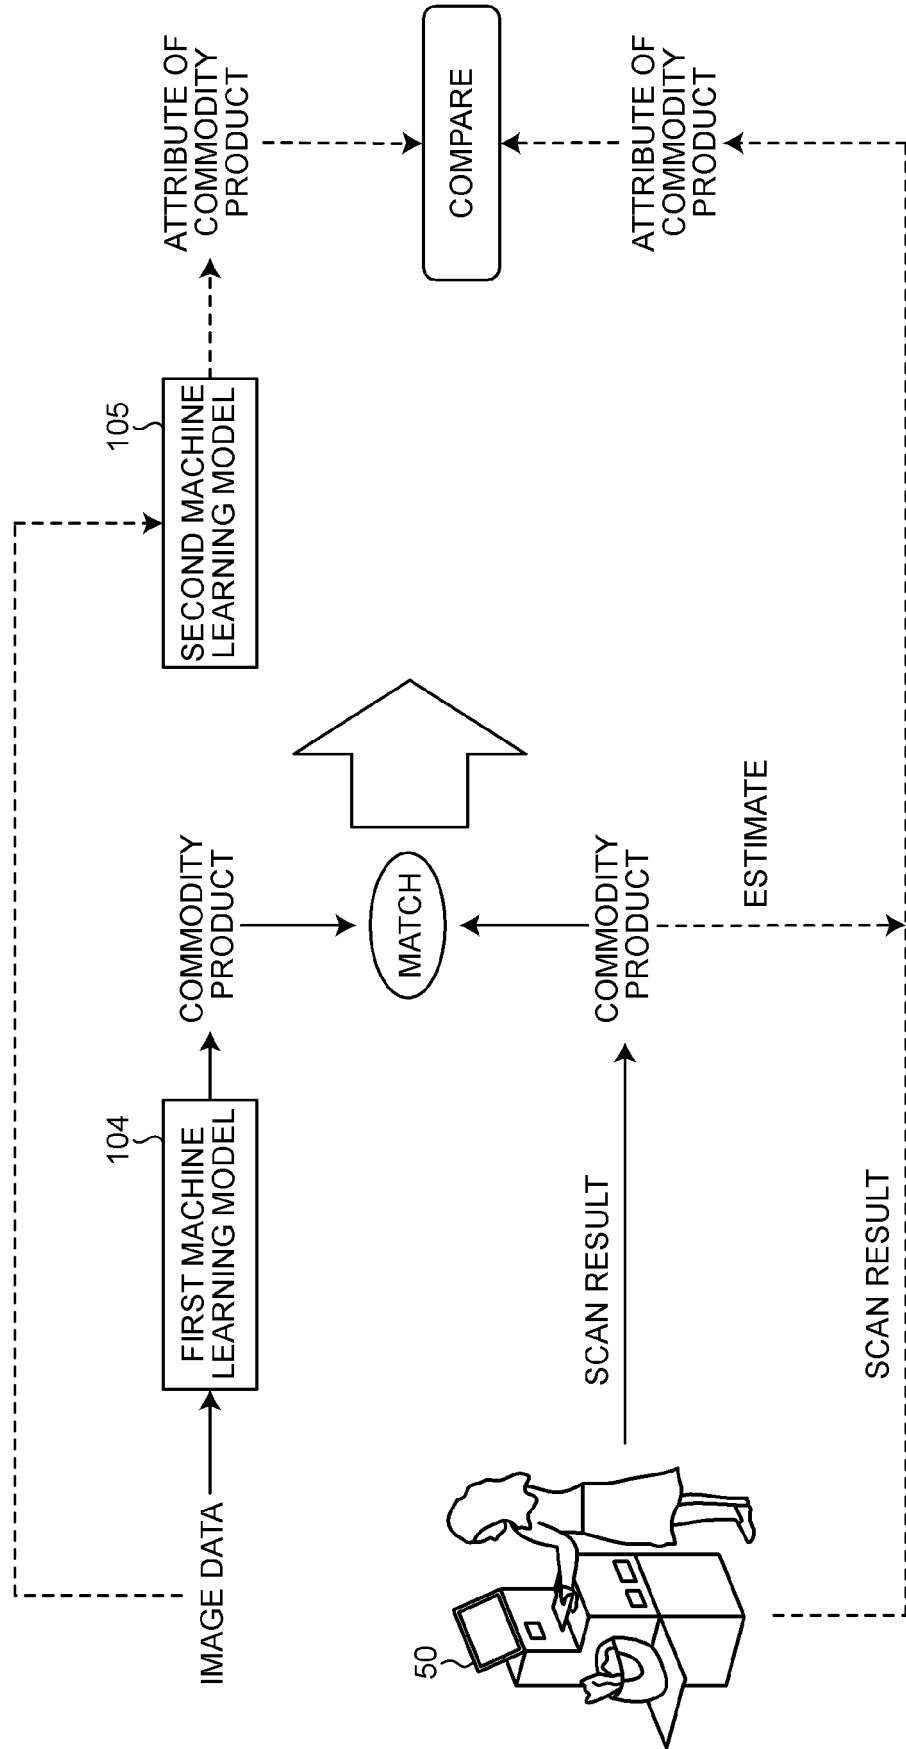 IMAGE DATA
104
FIRST MACHINE
LEARNING MODEL
COMMODITY
PRODUCT
105
SECOND MACHINE
LEARNING MODEL
ATTRIBUTE OF
COMMODITY
PRODUCT
MATCH
COMPARE
50
SCAN RESULT
COMMODITY
PRODUCT
ESTIMATE
ATTRIBUTE OF
COMMODITY
PRODUCT
SCAN RESULT